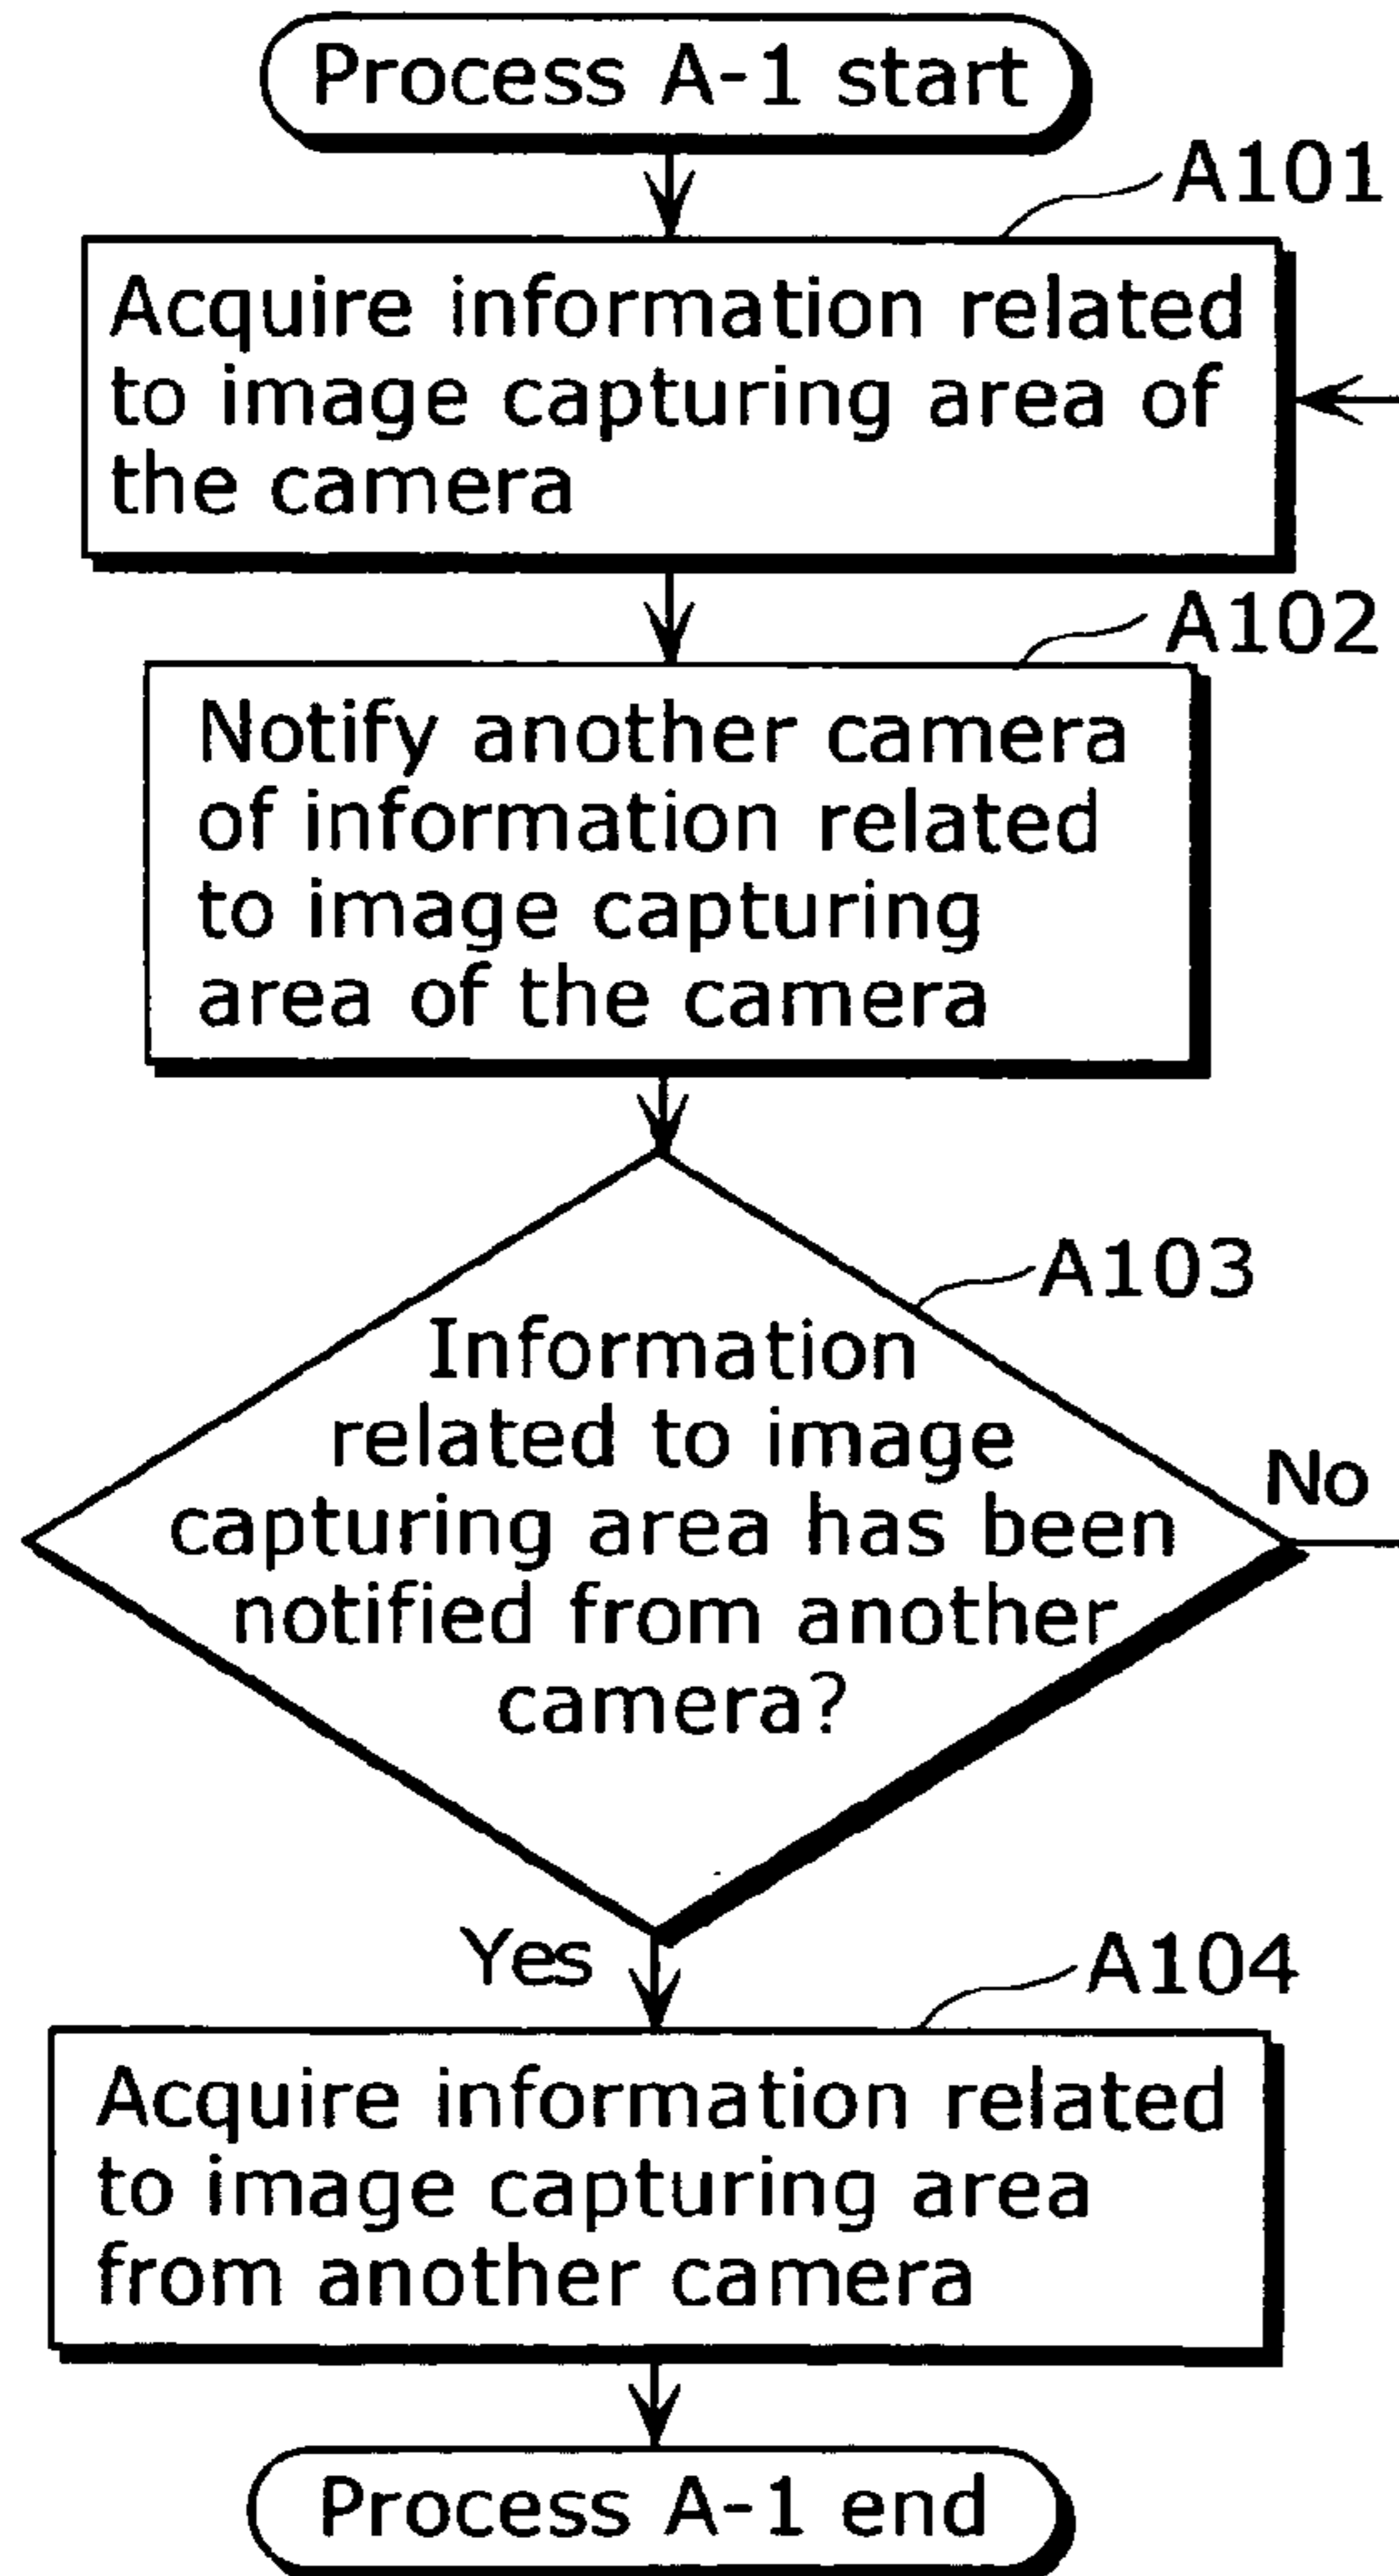 Process A-1 start
A101
Acquire information related
to image capturing area of
the camera
A102
Notify another camera
of information related
to image capturing
area of the camera
A103
Information
related to image
capturing area has been
notified from another
camera?
No
Yes
A104
Acquire information related
to image capturing area
from another camera
Process A-1 end